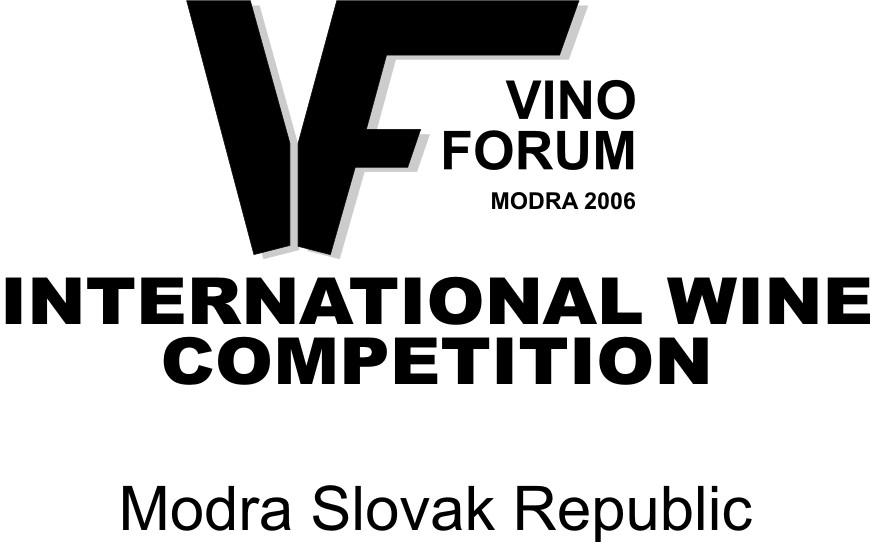 VF
VINO
FORUM
MODRA 2006
INTERNATIONAL WINE
COMPETITION
Modra Slovak Republic